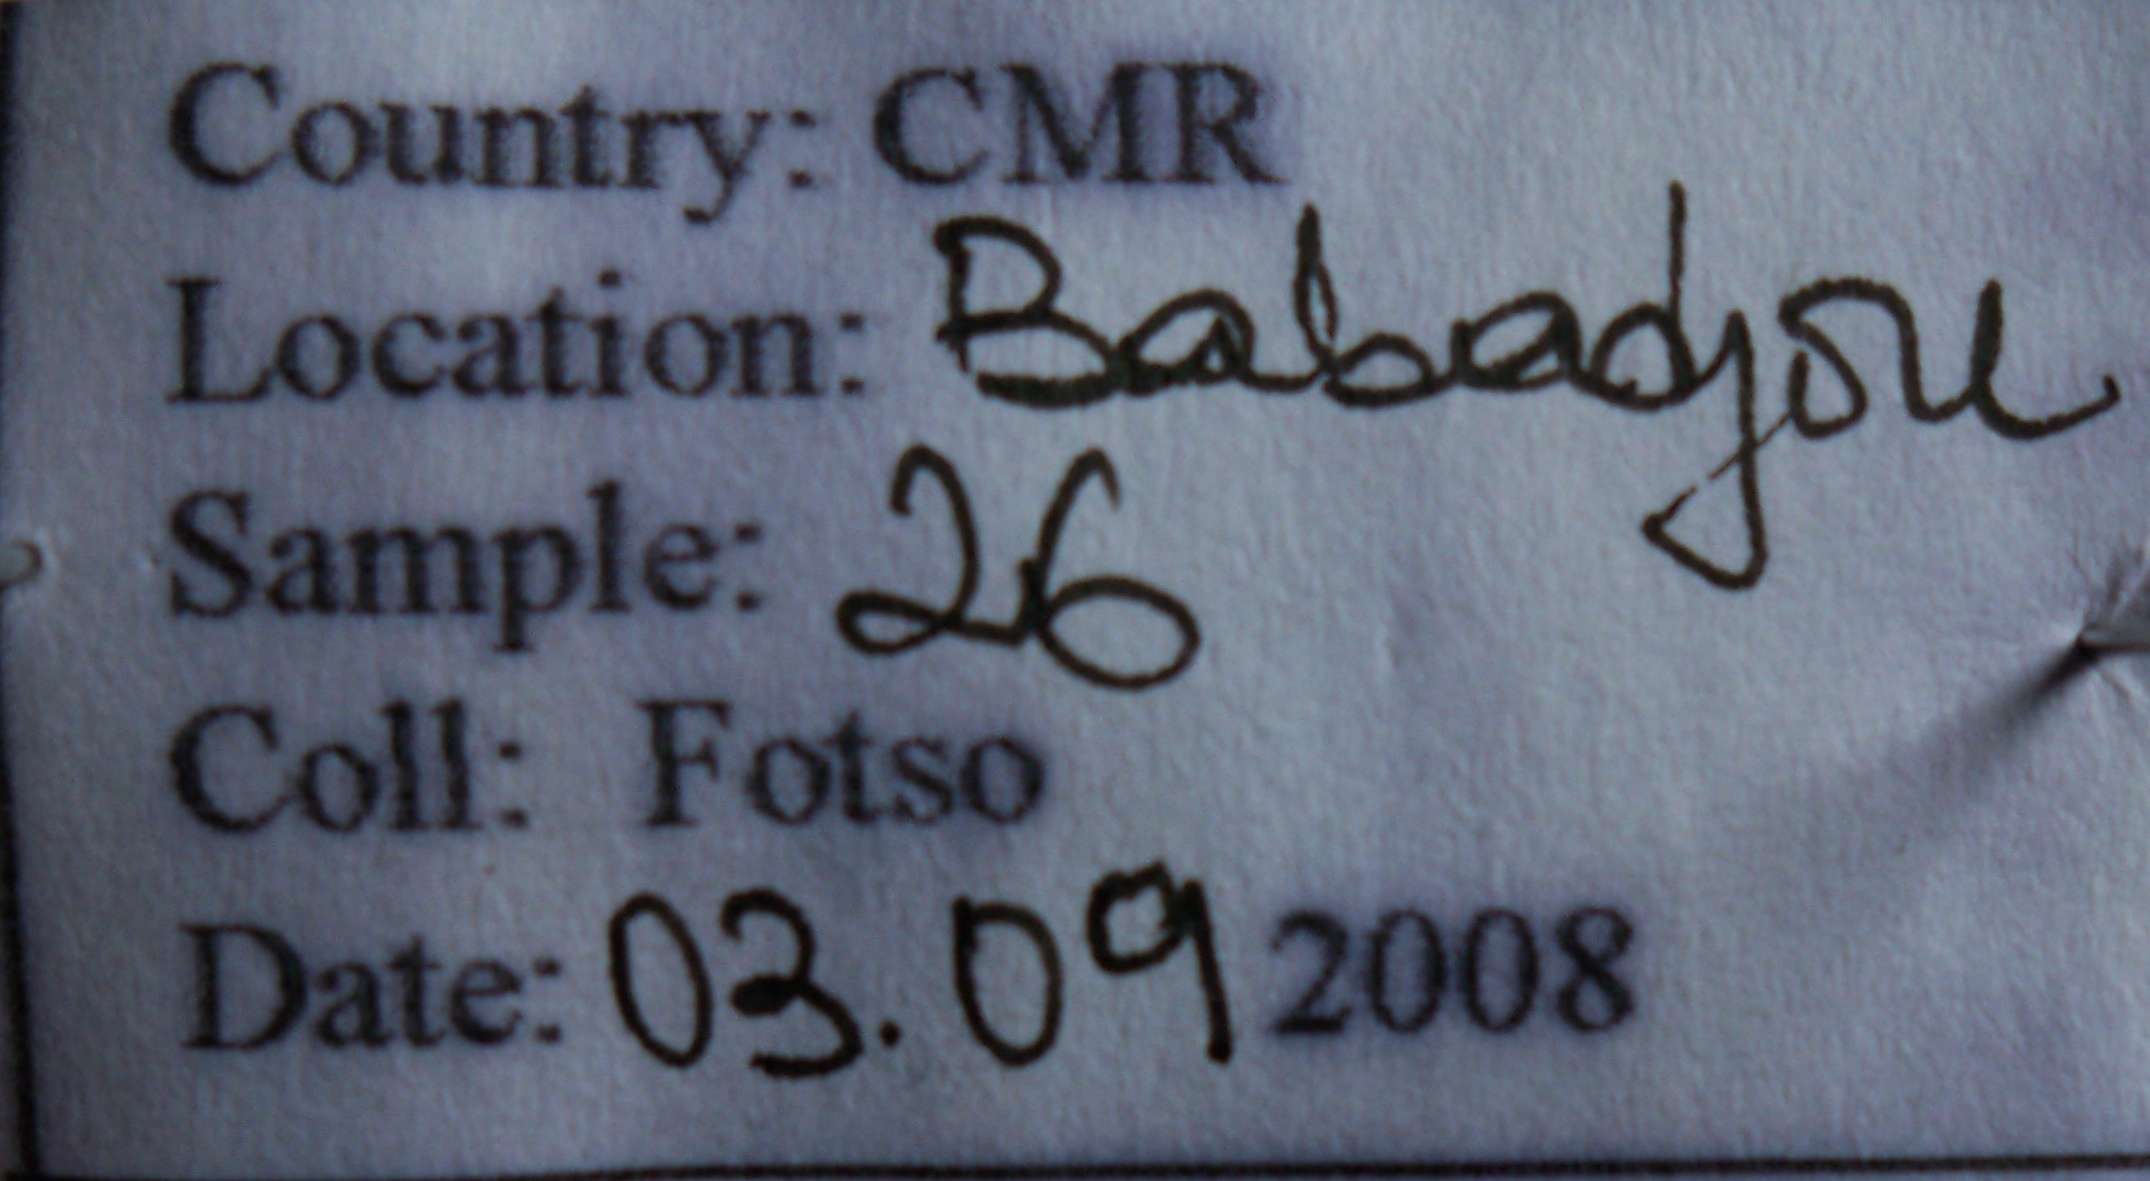 Country: CMR
Location: Babadjou
Sample: 26
Coll: Fotso
Date: 03.09 2008